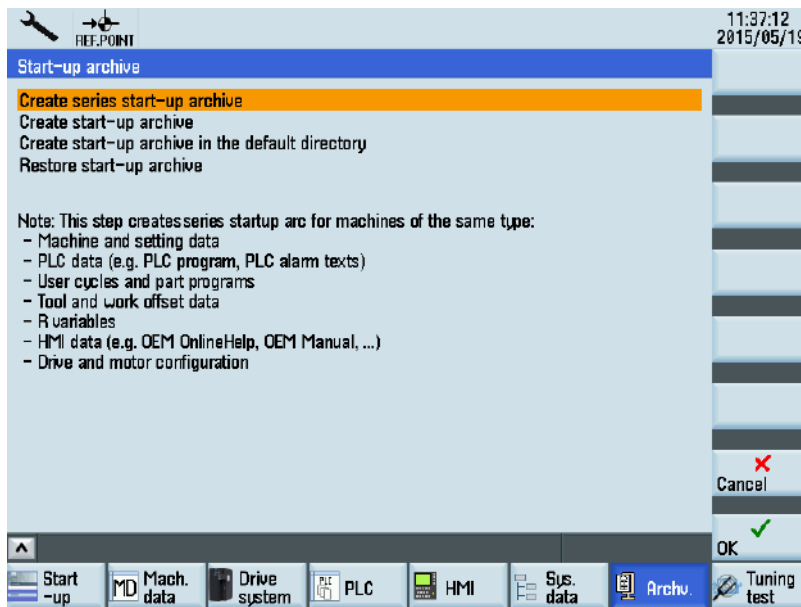 REF.POINT
11:37:12
2015/05/19
Start-up archive
Create series start-up archive
Create start-up archive
Create start-up archive in the default directory
Restore start-up archive
Note: This step creates series startup arc for machines of the same type:
- Machine and setting data
- PLC data (e.g. PLC program, PLC alarm texts)
- User cycles and part programs
- Tool and work offset data
- R variables
- HMI data (e.g. OEM OnlineHelp, OEM Manual, ...)
- Drive and motor configuration
Cancel
OK
Start
-up
MD Mach.
data
Drive
system
PLC
PLC
HMI
Sys.
data
Archv.
Tuning
test